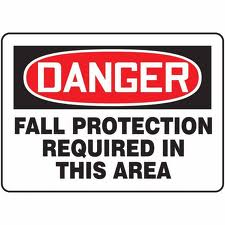 DANGER
FALL PROTECTION
REQUIRED IN
THIS AREA